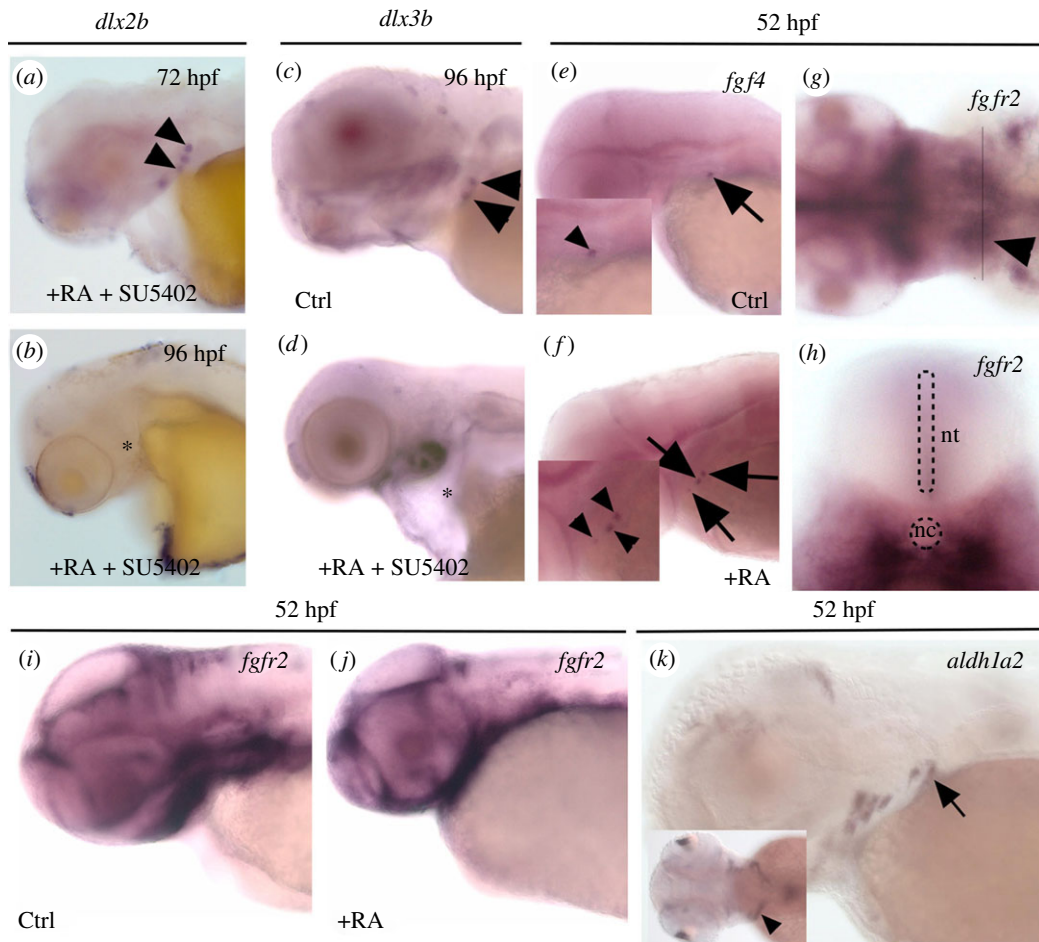 dlx2b
dlx3b
52 hpf
(a)
72 hpf
+RA + SU5402
(b)
96 hpf
*
+RA + SU5402
(c)
96 hpf
Ctrl
(d)
*
+RA + SU5402
(e)
fgf4
Ctrl
(f)
+RA
(g)
fgfr2
(h)
fgfr2
nt
nc
52 hpf
(i)
fgfr2
Ctrl
(j)
fgfr2
+RA
52 hpf
(k)
aldh1a2